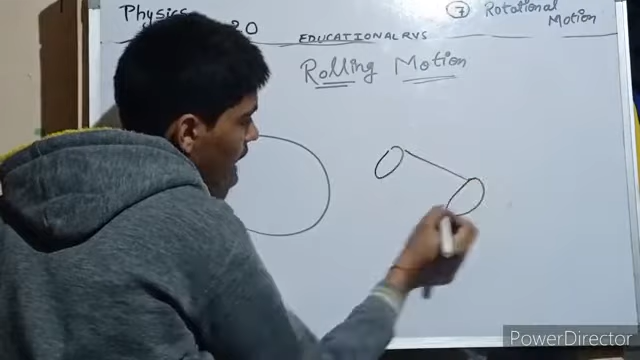 Physics
20
EDUCATIONALRVS
7 Rotational
Motion
Rolling Motion
PowerDirector